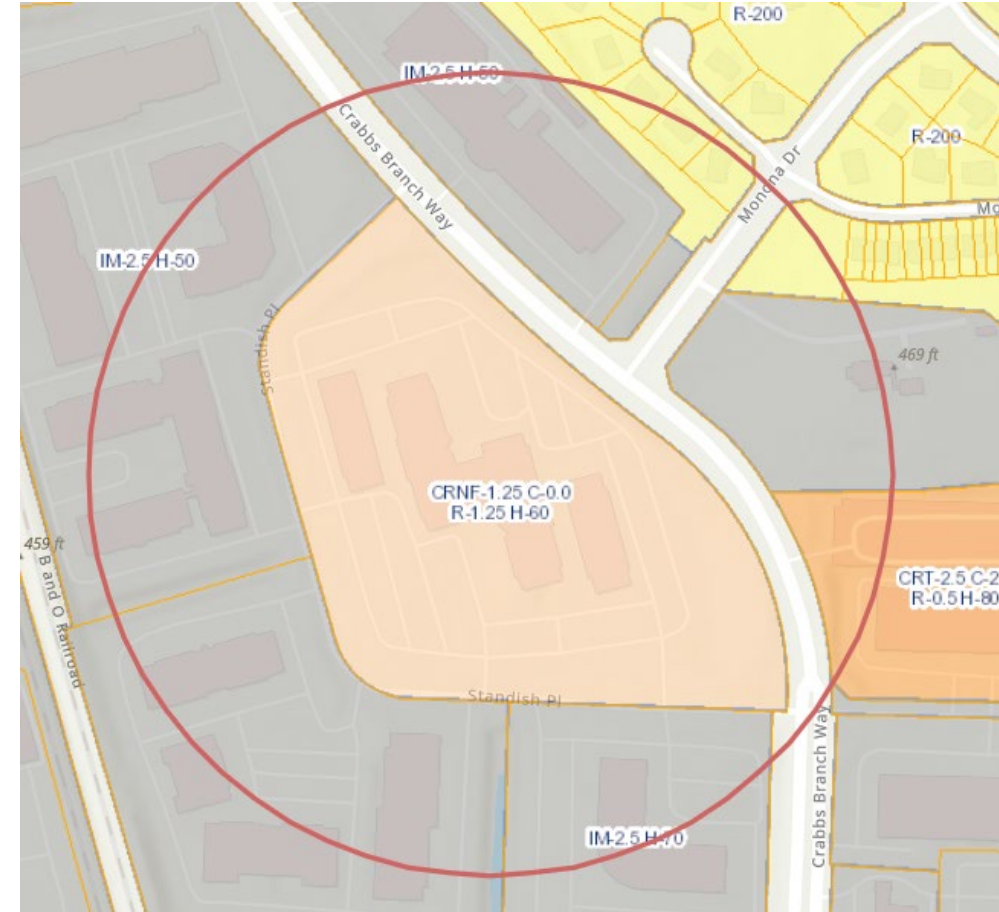 R-200
IM-2.5 H-50
Crabbs Branch Way
R-200
Monona Dr
Mo
IM-2.5 H-50
Standish Pl
469 ft
CRNF-1.25 C-0.0
R-1.25 H-60
459 ft
B and O Railroad
CRT-2.5 C-2
R-0.5 H-80
Standish Pl
Crabbs Branch Way
IM-2.5 H-70